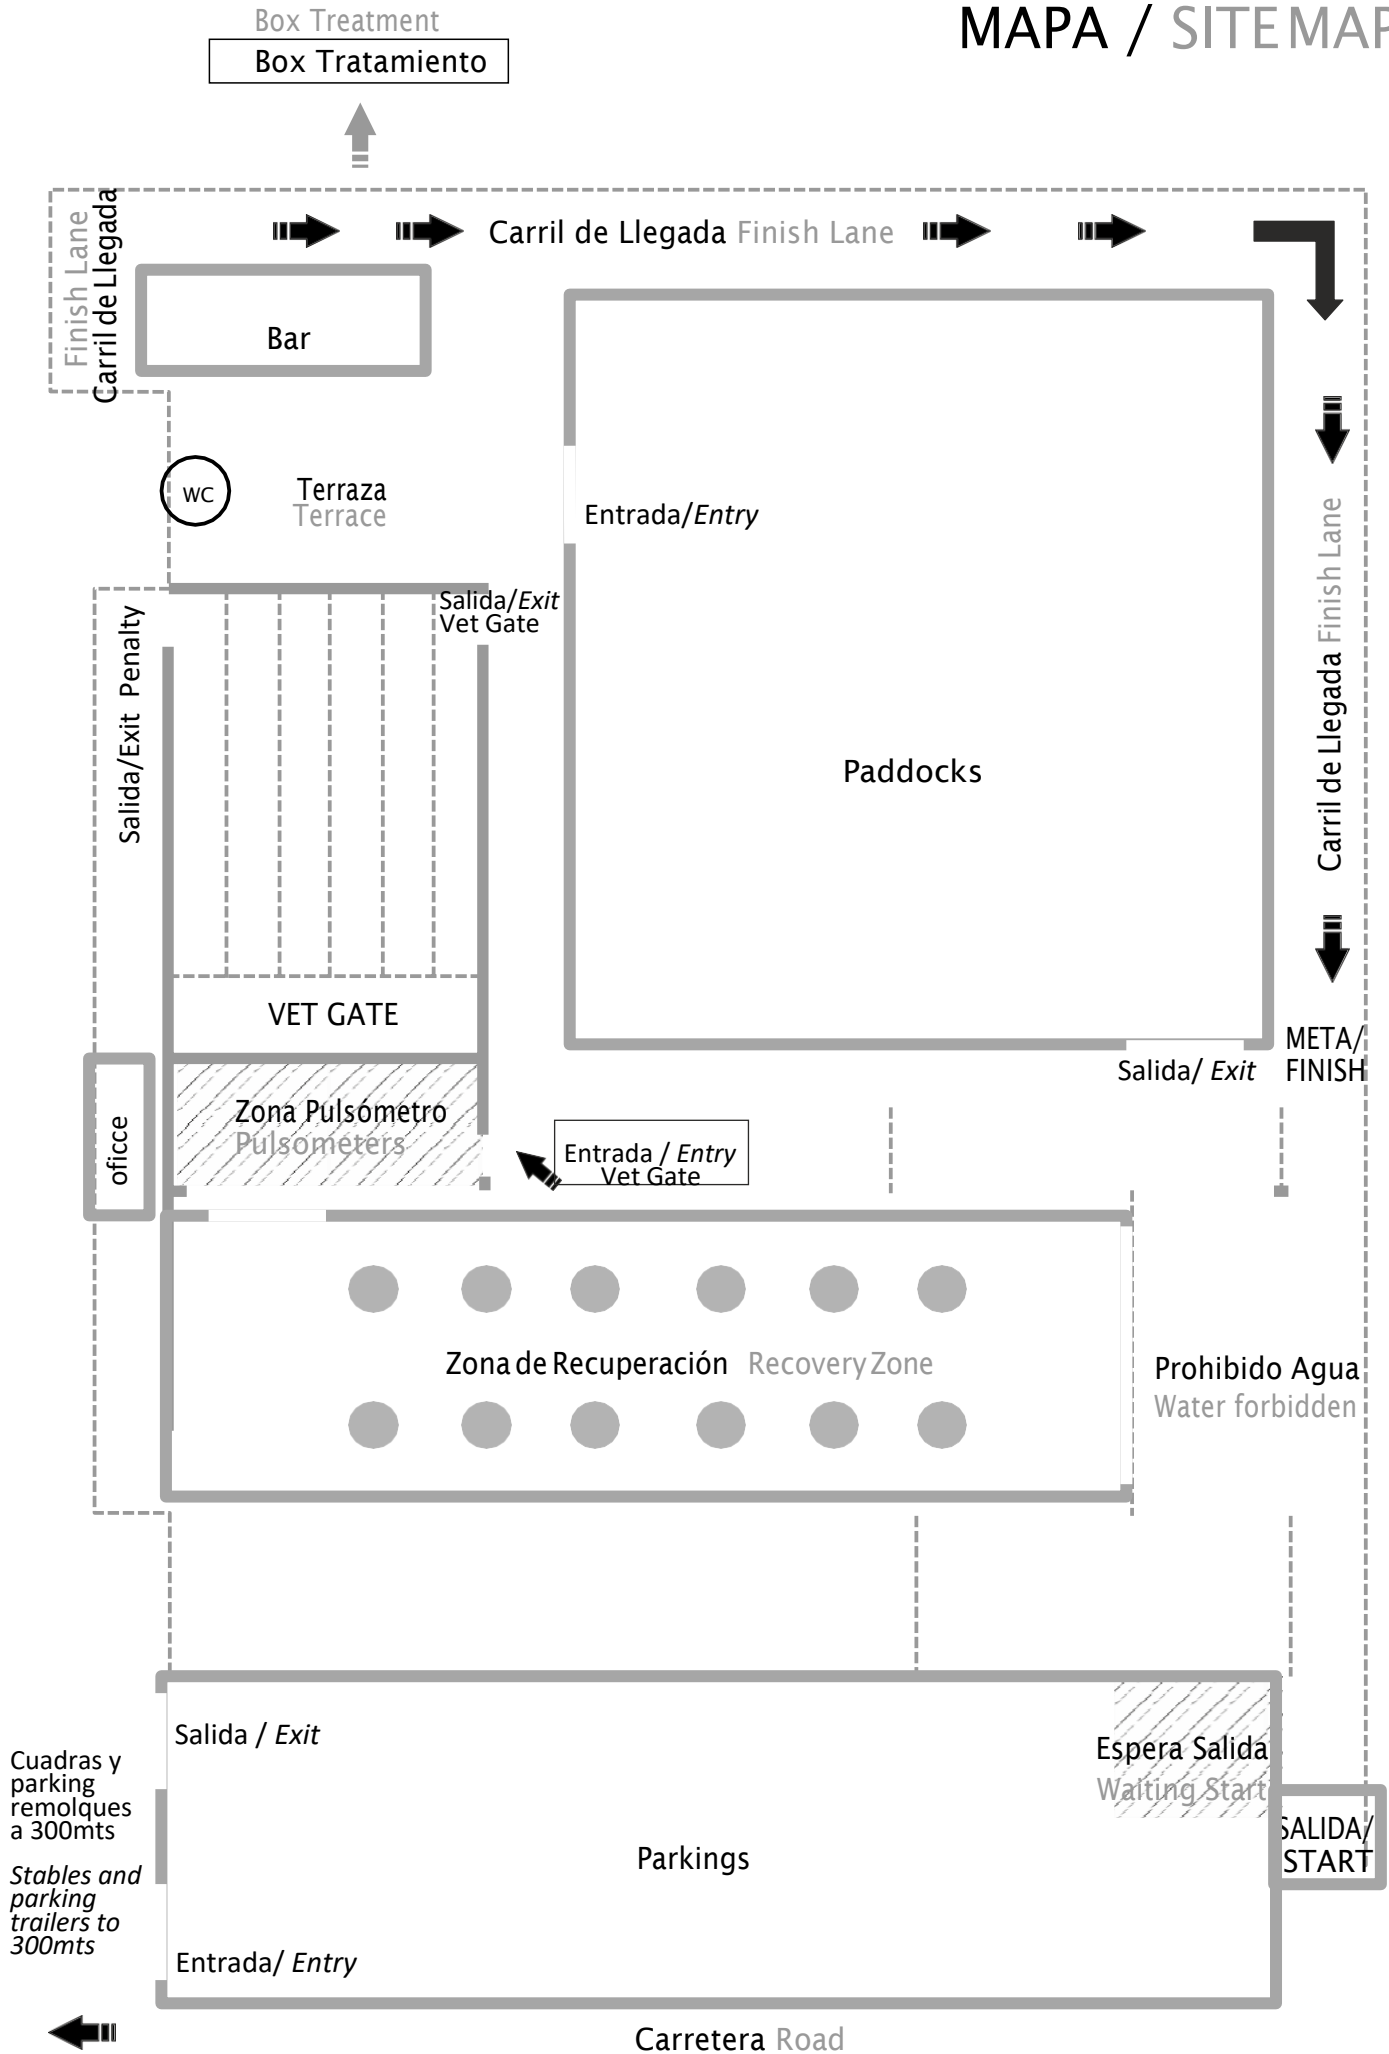 MAPA / SITEMAP
Box Treatment
Box Tratamiento
Finish Lane
Carril de Llegada
Carril de Llegada Finish Lane
Bar
WC
Terraza
Terrace
Entrada/Entry
Salida/Exit
Vet Gate
Salida/Exit Penalty
Paddocks
Carril de Llegada Finish Lane
VET GATE
META/
FINISH
Salida/ Exit
oficce
Zona Pulsómetro
Pulsometers
Entrada / Entry
Vet Gate
Zona de Recuperación Recovery Zone
Prohibido Agua
Water forbidden
Salida / Exit
Espera Salida
Waiting Start
Cuadras y
parking
remolques
a 300mts
Stables and
parking
trailers to
300mts
SALIDA/
START
Parkings
Entrada/ Entry
Carretera Road